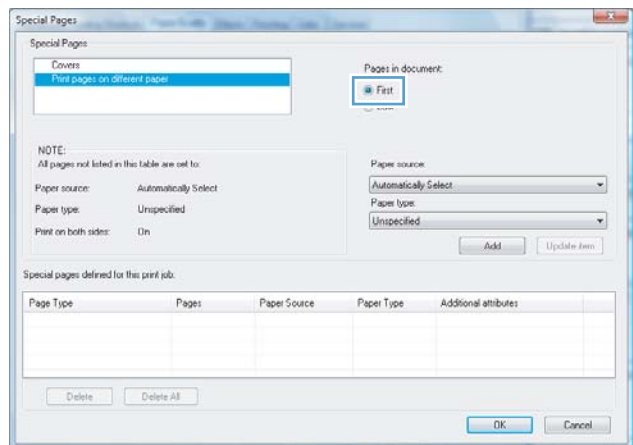 Special Pages
Special Pages
Covers
Print pages on different paper
Pages in document:
First
NOTE:
All pages not listed in this table are set to:
Paper source: Automatically Select
Paper type: Unspecified
Print on both sides: On
Paper source:
Automatically Select
Paper type:
Unspecified
Add Update item
Special pages defined for this print job.
Page Type Pages Paper Source Paper Type Additional attributes
Delete Delete All
OK Cancel